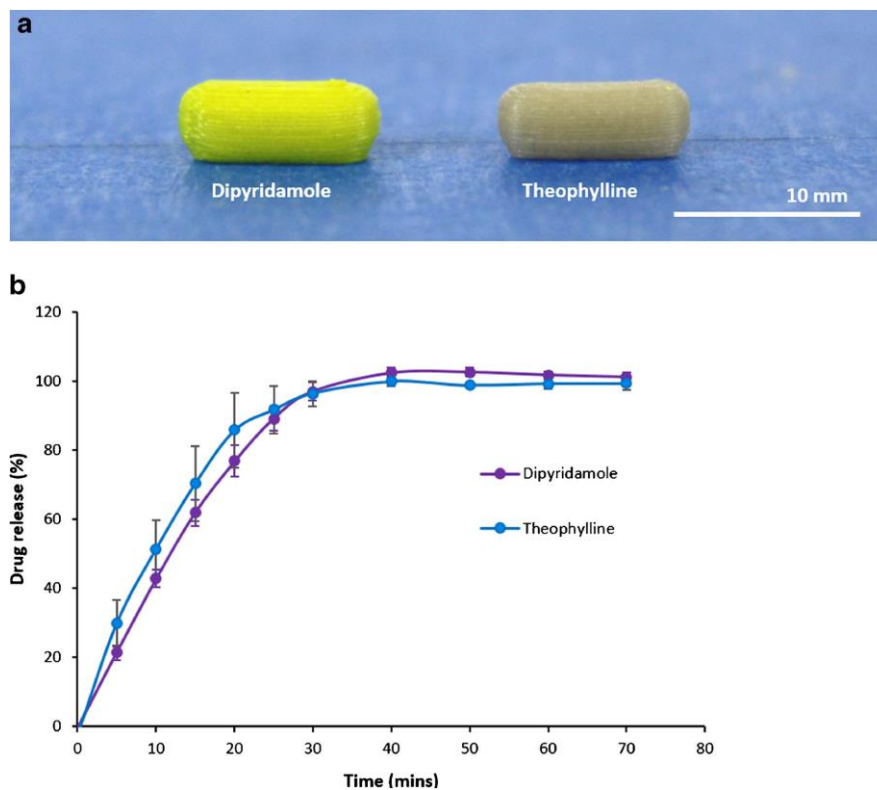 a
Dipyridamole Theophylline
10 mm
b
120
100
80
60
40
20
0
Drug release (%)
Dipyridamole
Theophylline
0 10 20 30 40 50 60 70 80
Time (mins)